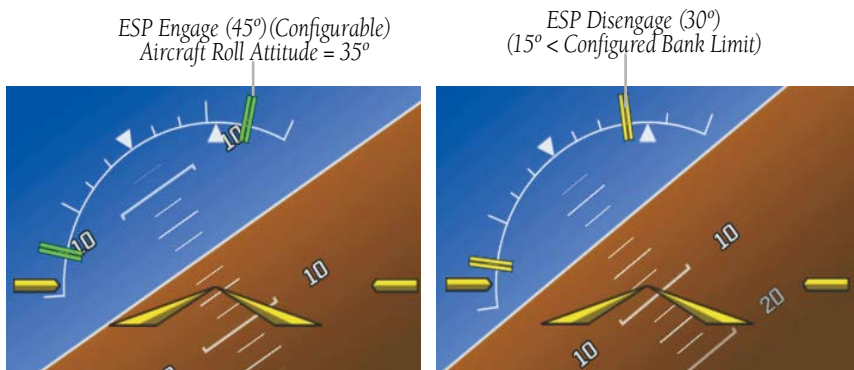 ESP Engage (45º)(Configurable)
Aircraft Roll Attitude = 35º
ESP Disengage (30º)
(15º < Configured Bank Limit)
10
10
10
10
10
20
10